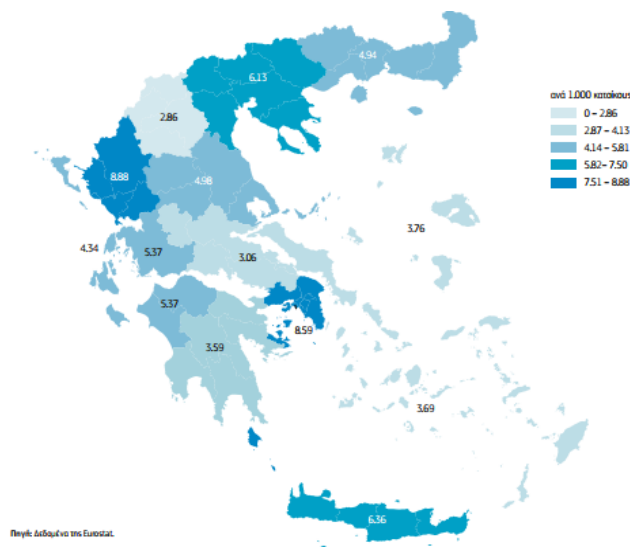 4.94
6.13
2.86
8.88
4.98
4.34
5.37
3.06
3.76
5.37
8.59
3.59
3.69
6.36
ανά 1.000 κατοίκους
0 – 2.86
2.87 – 4.13
4.14 – 5.81
5.82– 7.50
7.51 – 8.88
Πηγή: Δεδομένα της Eurostat.